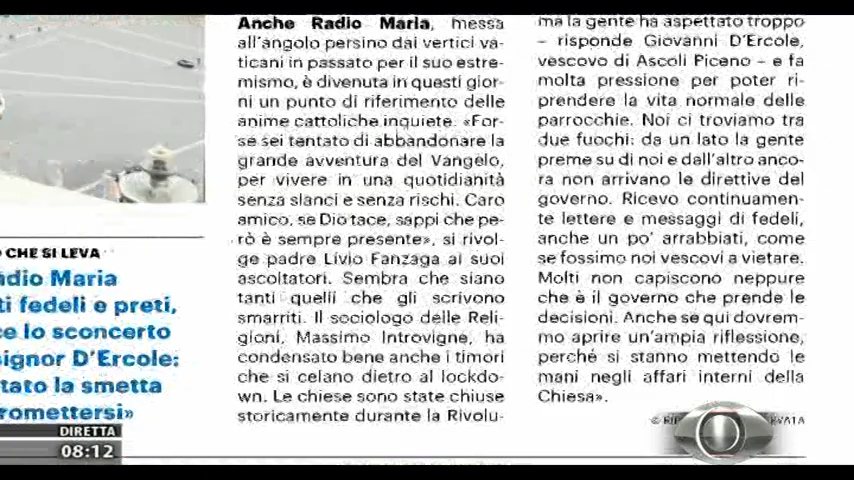 Anche Radio Maria, messa
all'angolo persino dai vertici va-
ticani in passato per il suo estre-
mismo, è divenuta in questi gior-
ni un punto di riferimento delle
anime cattoliche inquiete. «For-
se sei tentato di abbandonare la
grande avventura del Vangelo,
per vivere in una quotidianità
senza slanci e senza rischi. Caro
amico, se Dio tace, sappi che pe-
rò è sempre presente», si rivol-
ge padre Livio Fanzaga ai suoi
ascoltatori. Sembra che siano
tanti quelli che gli scrivono
smarriti. Il sociologo delle Reli-
gioni, Massimo Introvigne, ha
condensato bene anche i timori
che si celano dietro al lockdo-
wn. Le chiese sono state chiuse
storicamente durante la Rivolu-
ma la gente ha aspettato troppo
– risponde Giovanni D'Ercole,
vescovo di Ascoli Piceno – e fa
molta pressione per poter ri-
prendere la vita normale delle
parrocchie. Noi ci troviamo tra
due fuochi: da un lato la gente
preme su di noi e dall'altro anco-
ra non arrivano le direttive del
governo. Ricevo continuamen-
te lettere e messaggi di fedeli,
anche un po' arrabbiati, come
se fossimo noi vescovi a vietare.
Molti non capiscono neppure
che è il governo che prende le
decisioni. Anche se qui dovrem-
mo aprire un'ampia riflessione,
perché si stanno mettendo le
mani negli affari interni della
Chiesa».
CHE SI LEVA
adio Maria
ti fedeli e preti,
ce lo sconcerto
signor D'Ercole:
tato la smetta
romettersi»
DIRETTA
08:12